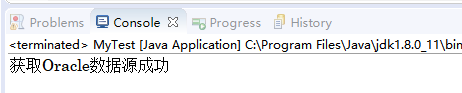 Problems Console Progress History
<terminated> MyTest [Java Application] C:\Program Files\Java\jdk1.8.0_11\bin
获取Oracle数据源成功